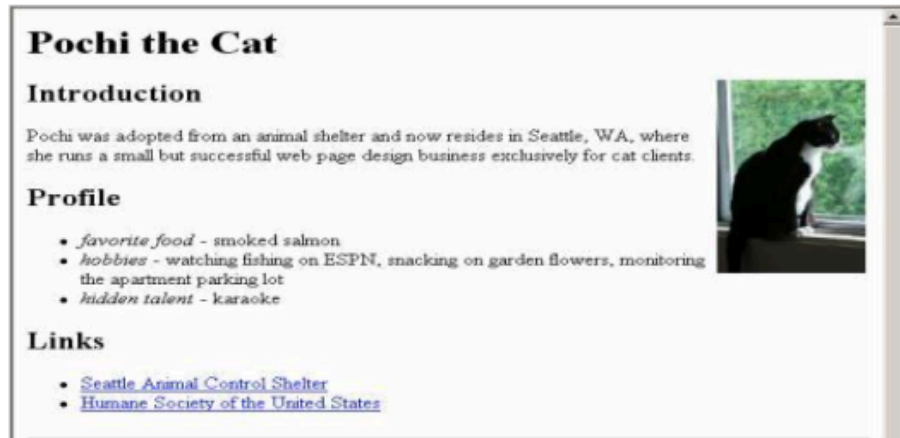 Pochi the Cat
Introduction
Pochi was adopted from an animal shelter and now resides in Seattle, WA, where
she runs a small but successful web page design business exclusively for cat clients.
Profile
• favorite food - smoked salmon
• hobbies - watching fishing on ESPN, snacking on garden flowers, monitoring
the apartment parking lot
• hidden talent - karaoke
Links
• Seattle Animal Control Shelter
• Humane Society of the United States